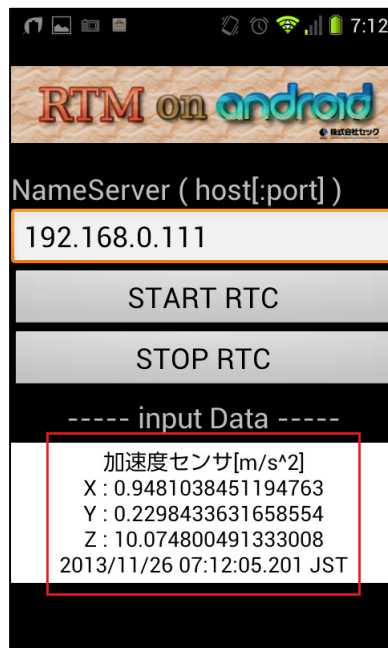 7:12
RTM on android
株式会社セック
NameServer ( host[:port] )
192.168.0.111
START RTC
STOP RTC
----- input Data -----
加速度センサ[m/s^2]
X : 0.9481038451194763
Y : 0.2298433631658554
Z : 10.074800491333008
2013/11/26 07:12:05.201 JST